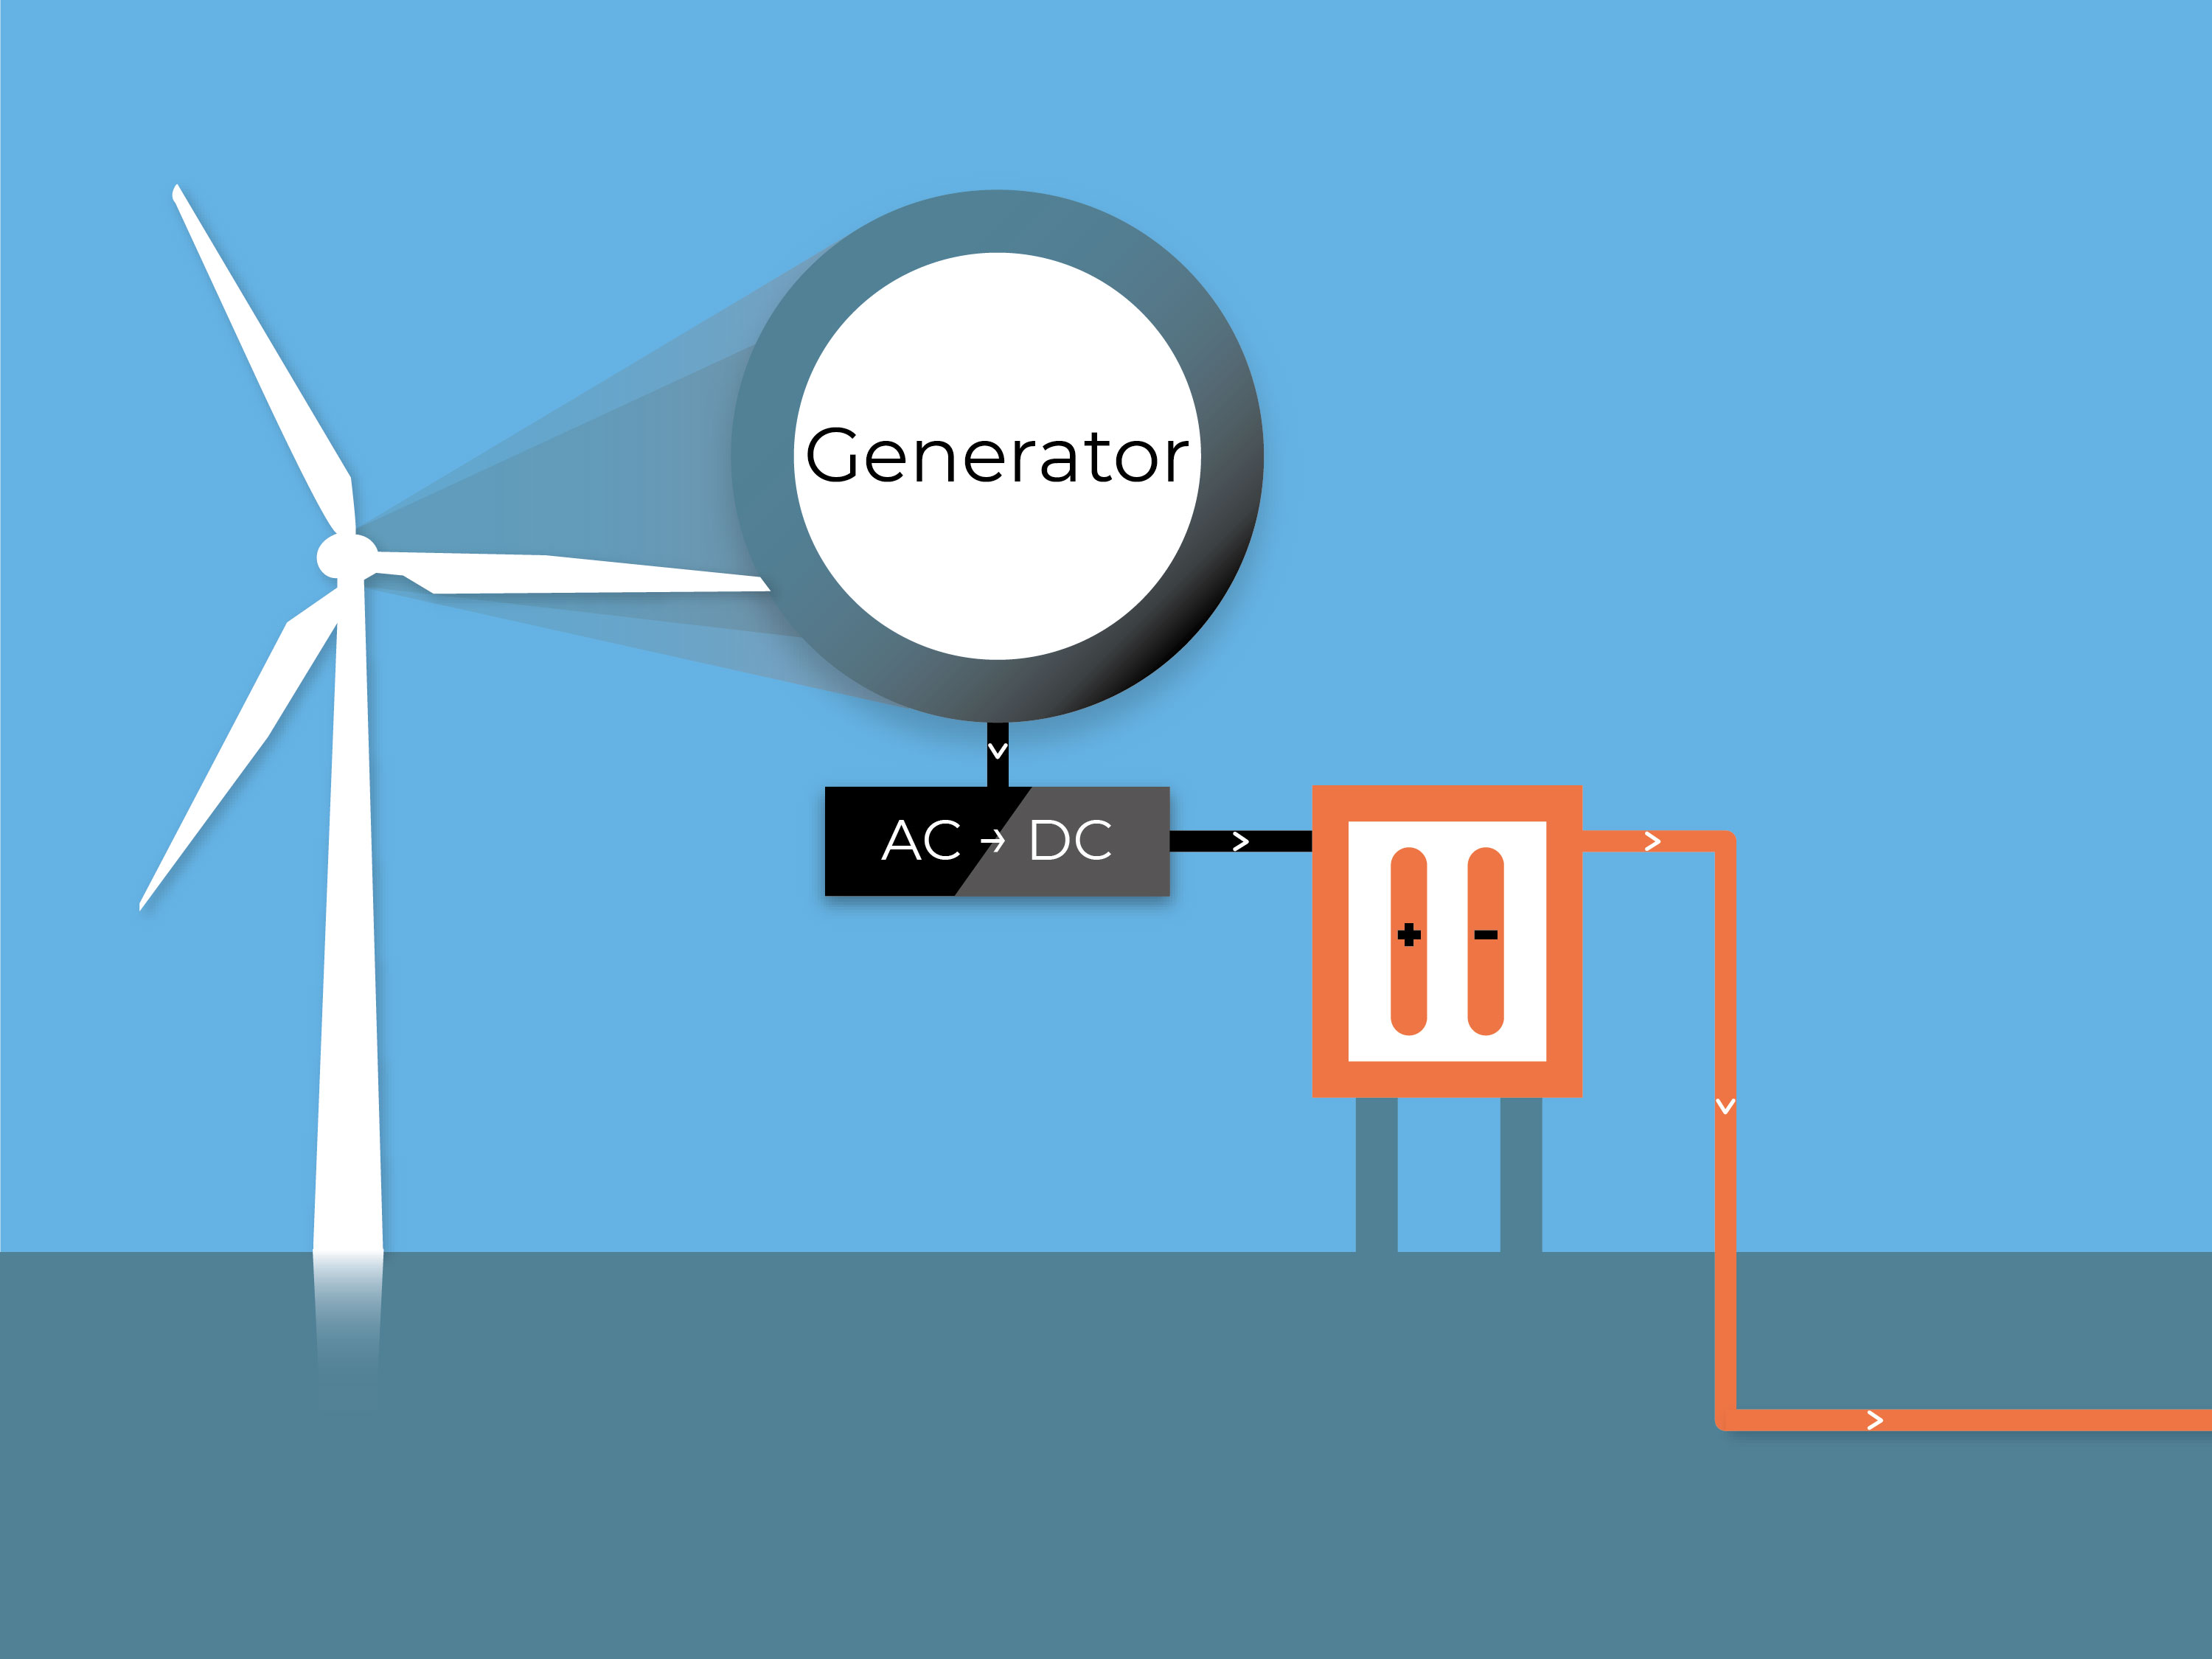 Generator
AC → DC
+ -